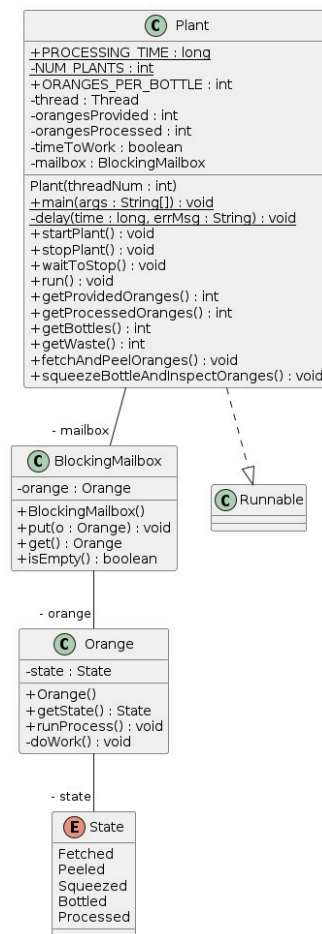 C Plant
+PROCESSING_TIME : long
-NUM_PLANTS : int
+ORANGES_PER_BOTTLE : int
-thread : Thread
-orangesProvided : int
-orangesProcessed : int
-timeToWork : boolean
-mailbox : BlockingMailbox
Plant(threadNum : int)
+main(args : String[]) : void
-delay(time : long, errMsg : String) : void
+startPlant() : void
+stopPlant() : void
+waitToStop() : void
+run() : void
+getProvidedOranges() : int
+getProcessedOranges() : int
+getBottles() : int
+getWaste() : int
+fetchAndPeelOranges() : void
+squeezeBottleAndInspectOranges() : void
- mailbox
C BlockingMailbox
-orange : Orange
+BlockingMailbox()
+put(o : Orange) : void
+get() : Orange
+isEmpty() : boolean
C Runnable
- orange
C Orange
-state : State
+Orange()
+getState() : State
+runProcess() : void
-doWork() : void
- state
E State
Fetched
Peeled
Squeezed
Bottled
Processed